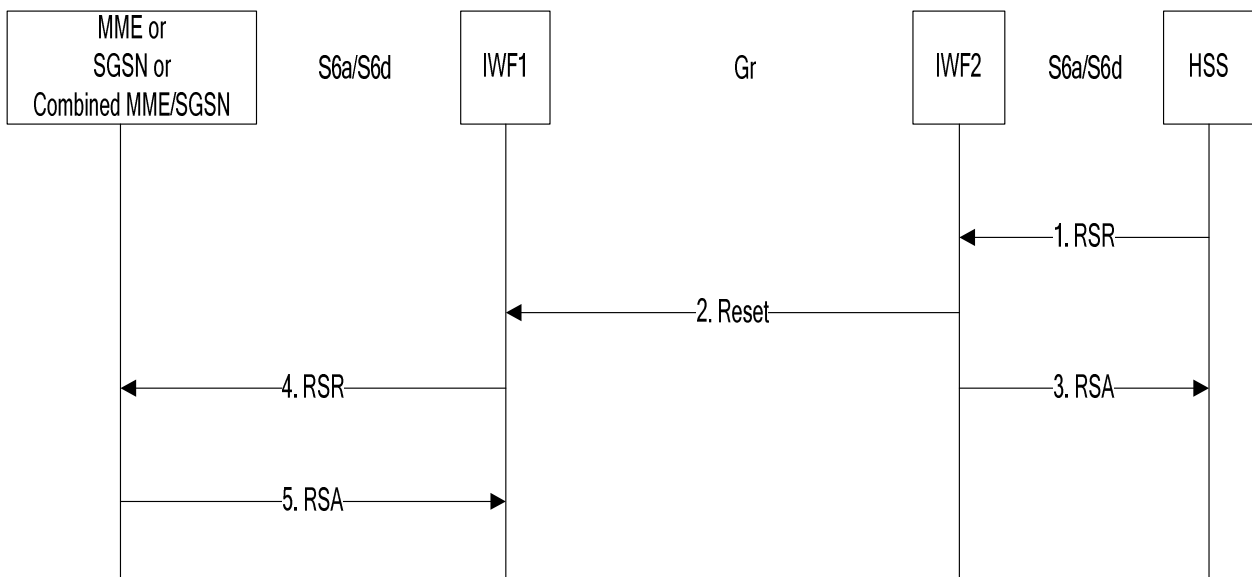 MME or
SGSN or
Combined MME/SGSN
S6a/S6d
IWF1
Gr
IWF2
S6a/S6d
HSS
1. RSR
2. Reset
4. RSR
3. RSA
5. RSA